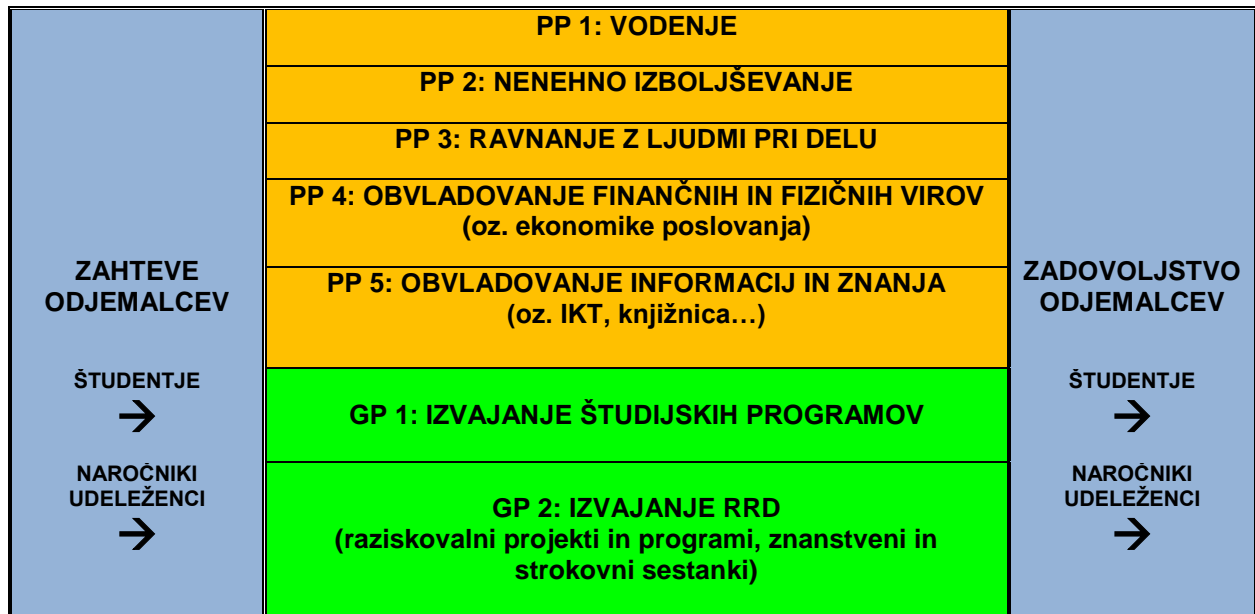 ZAHTEVE
ODJEMALCEV
ŠTUDENTJE
→
NAROČNIKI
UDELEŽENCI
→
PP 1: VODENJE
PP 2: NENEHNO IZBOLJŠEVANJE
PP 3: RAVNANJE Z LJUDMI PRI DELU
PP 4: OBVLADOVANJE FINANČNIH IN FIZIČNIH VIROV
(oz. ekonomike poslovanja)
PP 5: OBVLADOVANJE INFORMACIJ IN ZNANJA
(oz. IKT, knjižnica…)
GP 1: IZVAJANJE ŠTUDIJSKIH PROGRAMOV
GP 2: IZVAJANJE RRD
(raziskovalni projekti in programi, znanstveni in
strokovni sestanki)
ZADOVOLJSTVO
ODJEMALCEV
ŠTUDENTJE
→
NAROČNIKI
UDELEŽENCI
→